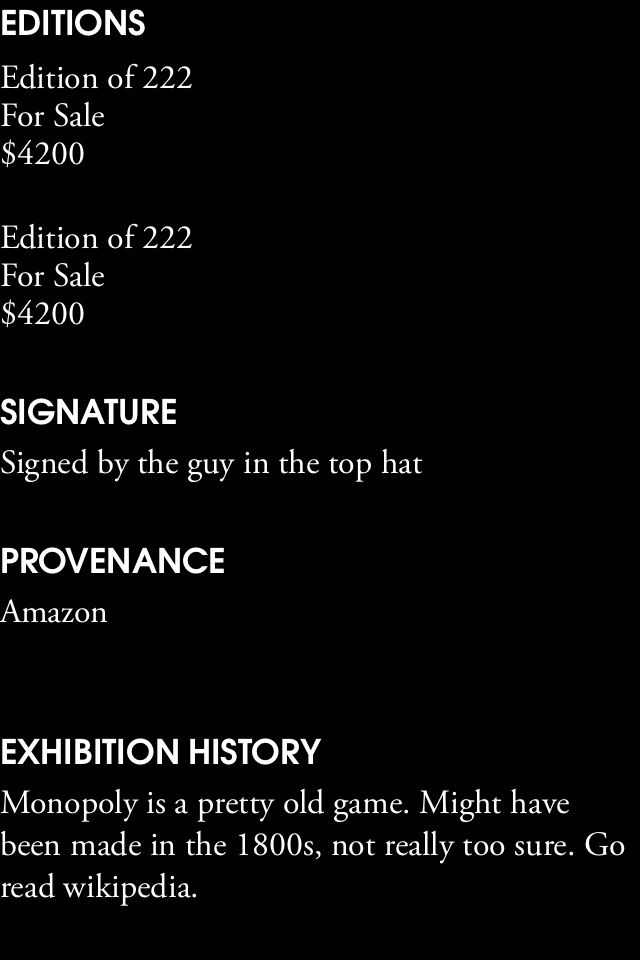 EDITIONS
Edition of 222
For Sale
$4200
Edition of 222
For Sale
$4200
SIGNATURE
Signed by the guy in the top hat
PROVENANCE
Amazon
EXHIBITION HISTORY
Monopoly is a pretty old game. Might have
been made in the 1800s, not really too sure. Go
read wikipedia.